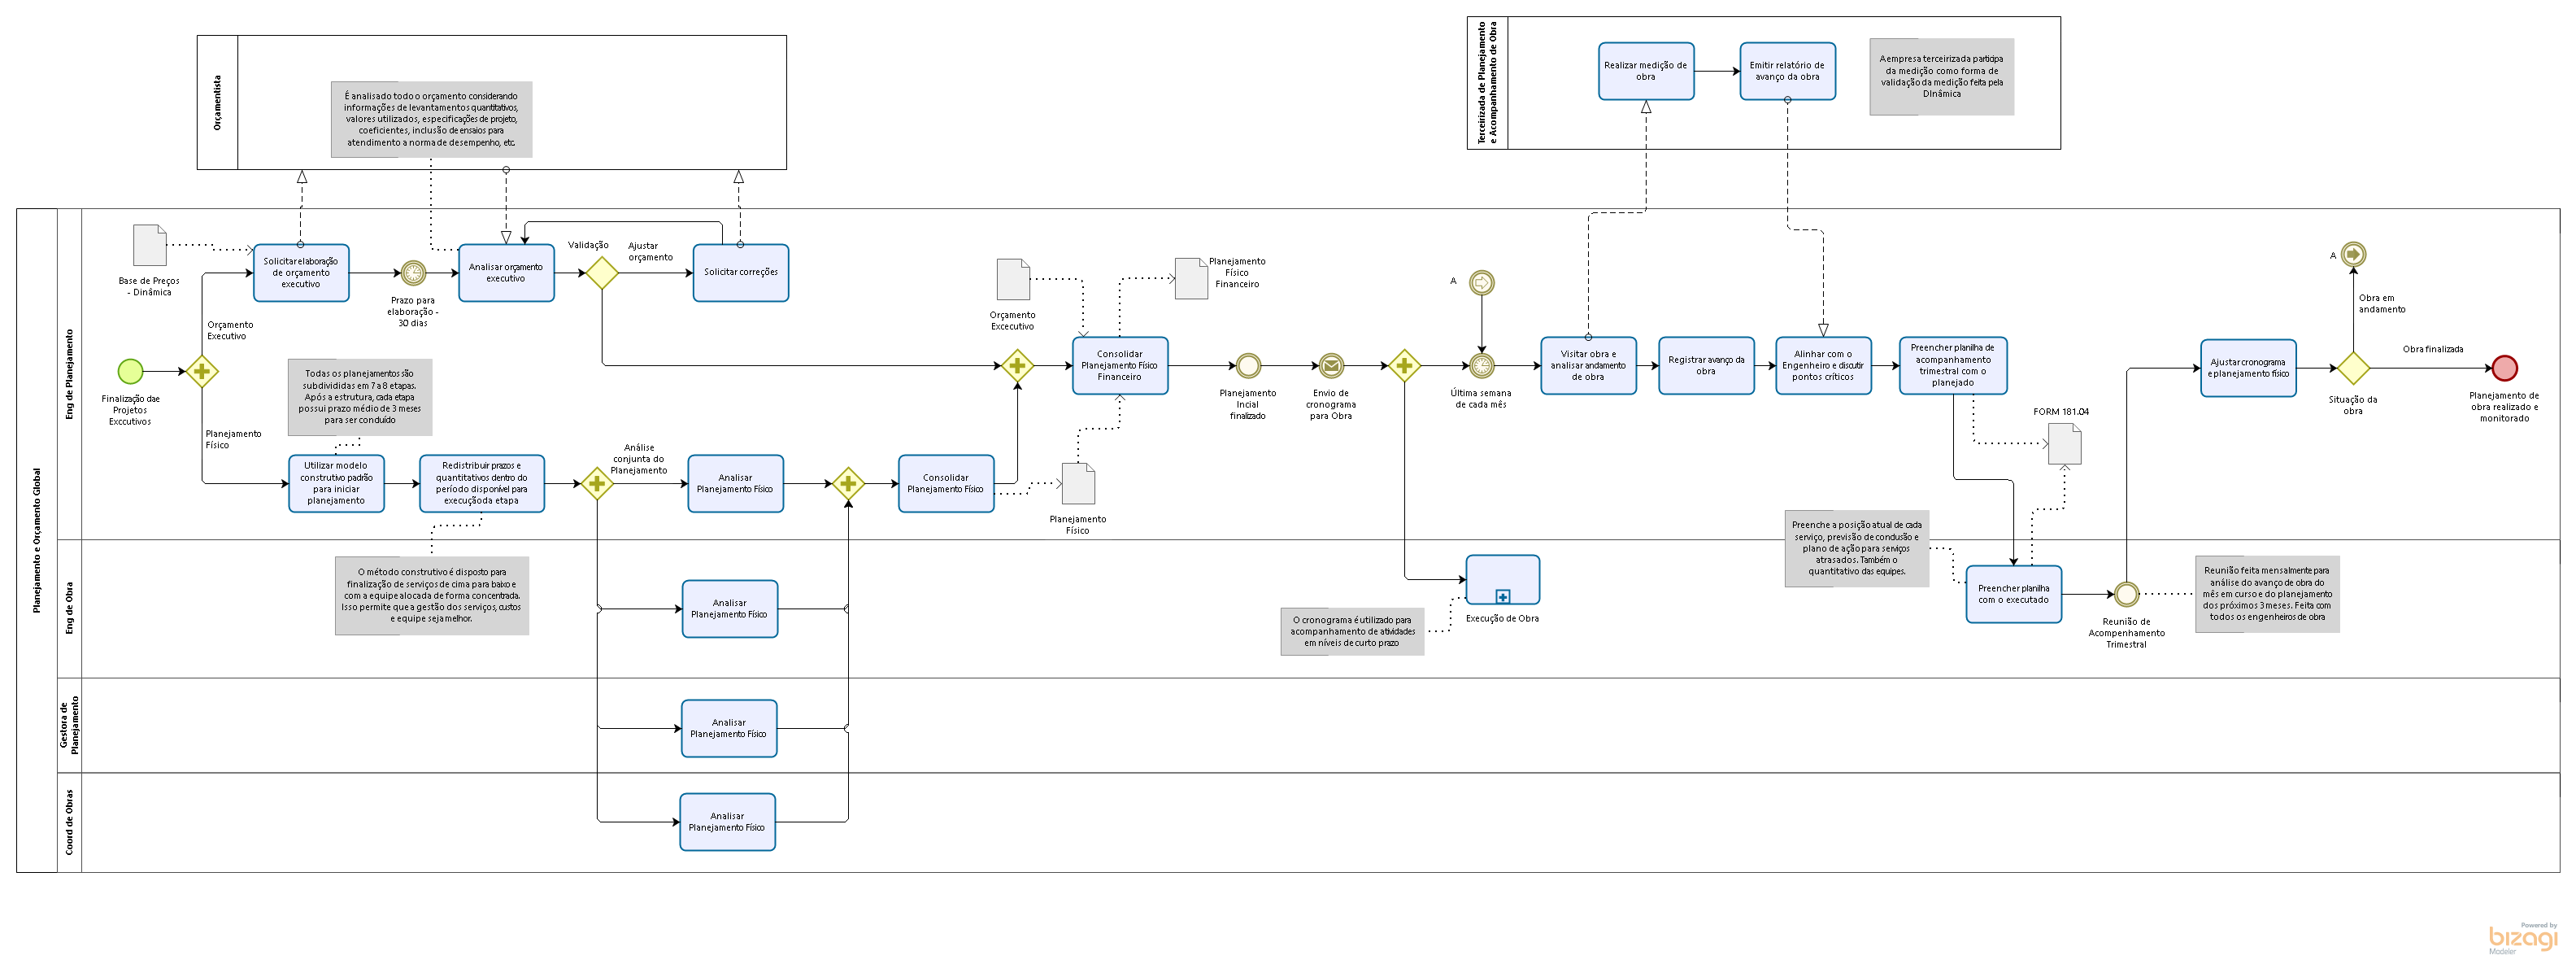 Orçamentista
É analisado todo o orçamento considerando
informações de levantamentos quantitativos,
valores utilizados, especificações de projeto,
coeficientes, inclusão de ensaios para
atendimento a norma de desempenho, etc.
Terceirizada de Planejamento
e Acompanhamento de Obra
Realizar medição de
obra
Emitir relatório de
avanço da obra
A empresa terceirizada participa
da medição como forma de
validação da medição feita pela
DInâmica
Planejamento e Orçamento Global
Eng de Planejamento
Base de Preços
- Dinâmica
Solicitar elaboração
de orçamento
executivo
Prazo para
elaboração -
30 dias
Analisar orçamento
executivo
Validação
Ajustar
orçamento
Solicitar correções
Orçamento
Executivo
Finalização dae
Projetos
Exccutivos
Planejamento
Físico
Todas os planejamentos são
subdivididas em 7 a 8 etapas.
Após a estrutura, cada etapa
possui prazo médio de 3 meses
para ser conduído
Utilizar modelo
construtivo padrão
para iniciar
planejamento
Redistribuir prazos e
quantitativos dentro do
período disponível para
execução da etapa
Análise
conjunta do
Planejamento
Analisar
Planejamento Físico
Consolidar
Planejamento Físico
Planejamento
Físico
Orçamento
Excecutivo
Planejamento
Físico
Financeiro
Consolidar
Planejamento Físico
Financeiro
Planejamento
Incial
finalizado
Envio de
cronograma
para Obra
A
Última semana
de cada mês
Visitar obra e
analisar andamento
de obra
Registrar avanço da
obra
Alinhar com o
Engenheiro e discutir
pontos críticos
Preencher planilha de
acompanhamento
trimestral com o
planejado
FORM 181.04
Ajustar cronograma
e planejamento físico
A
Obra em
andamento
Situação da
obra
Obra finalizada
Planejamento de
obra realizado e
monitorado
Eng de Obra
O método construtivo é disposto para
finalização de serviços de cima para baixo e
com a equipe alocada de forma concentrada.
Isso permite que a gestão dos serviços, custos
e equipe seja melhor.
Analisar
Planejamento Físico
O cronograma é utilizado para
acompanhamento de atividades
em níveis de curto prazo
Execução de Obra
Preenche a posição atual de cada
serviço, previsão de condusão e
plano de ação para serviços
atrasados. Também o
quantitativo das equipes.
Preencher planilha
com o executado
Reunião de
Acompenhamento
Trimestral
Reunião feita mensalmente para
análise do avanço de obra do
mês em curso e do planejamento
dos próximos 3 meses. Feita com
todos os engenheiros de obra
Gestora de
Planejamento
Analisar
Planejamento Físico
Coord de Obras
Analisar
Planejamento Físico
Powered by
bizagi
Modeler